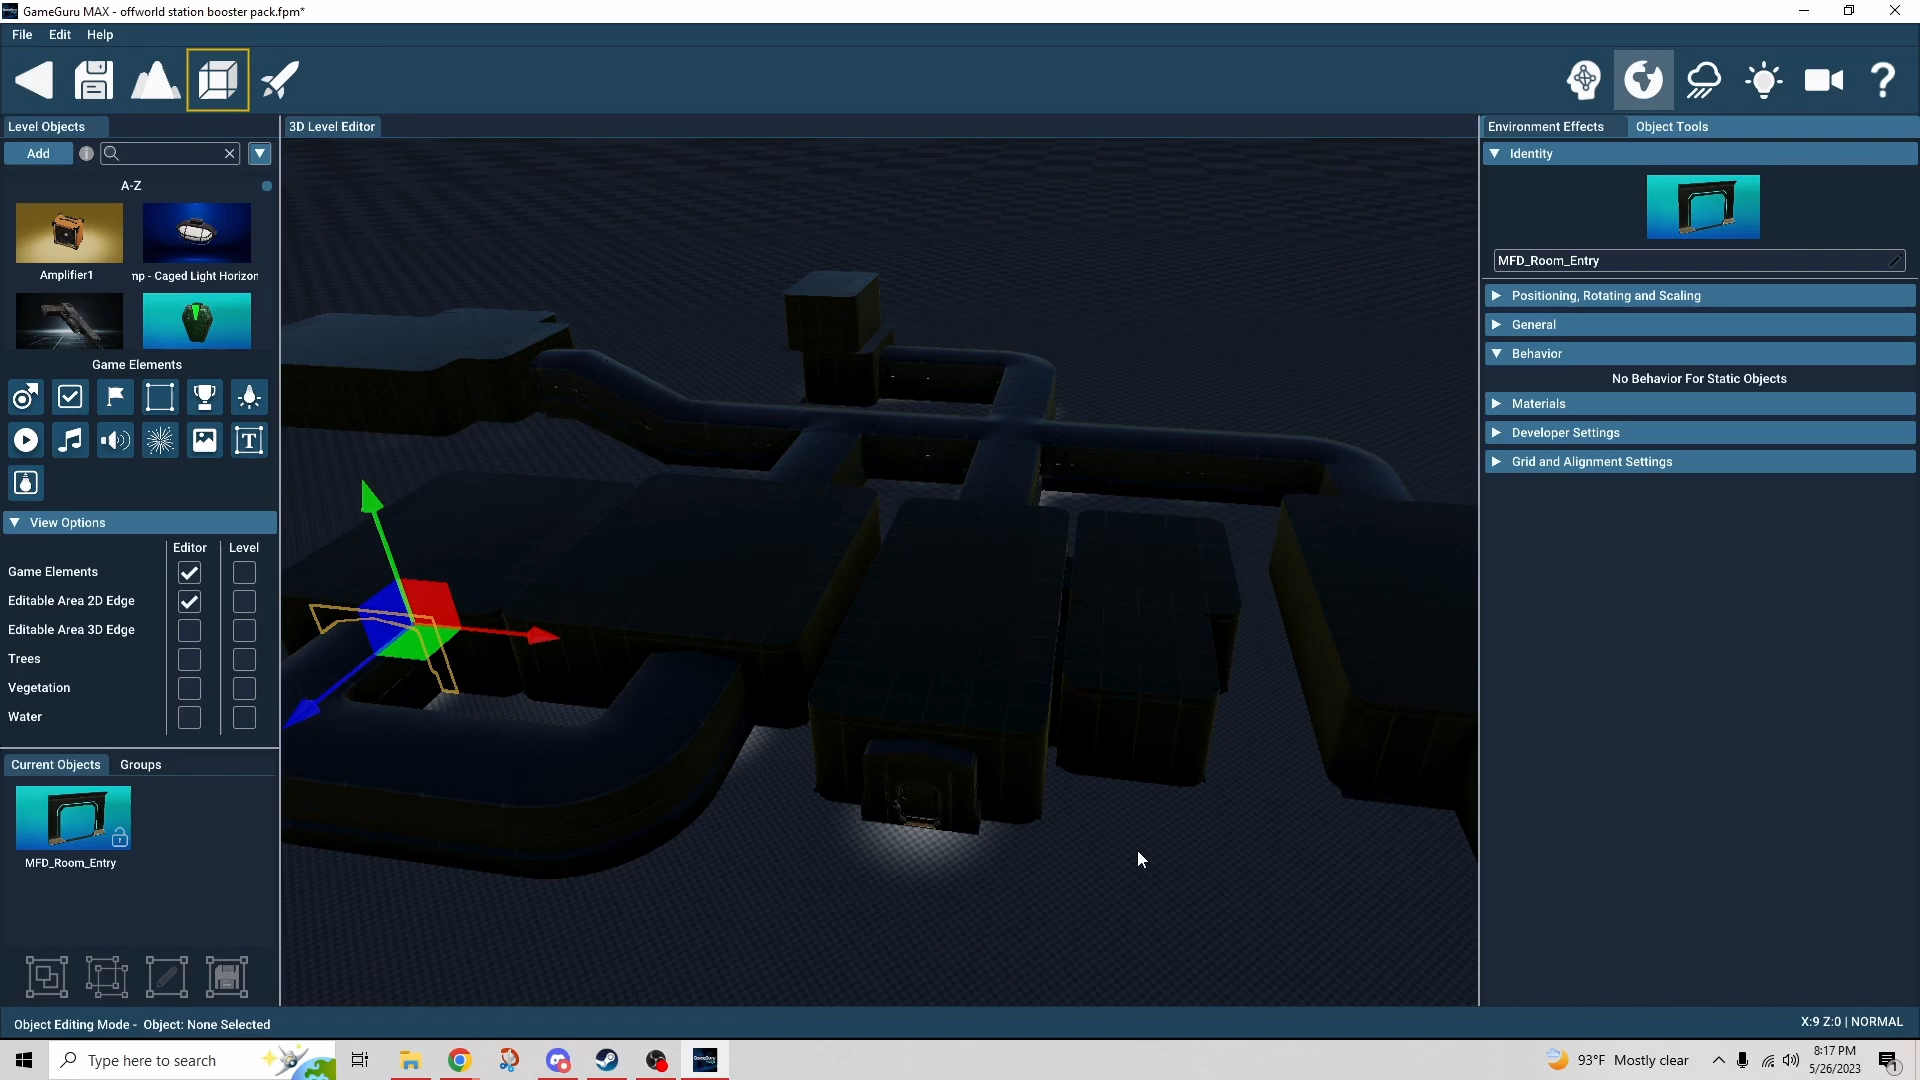 GameGuru MAX - offworld station booster pack.fpm*
File Edit Help
Level Objects
3D Level Editor
Environment Effects Object Tools
Add
Identity
A-Z
Amplifier1
mp - Caged Light Horizon
MFD_Room_Entry
Positioning, Rotating and Scaling
General
Behavior
No Behavior For Static Objects
Materials
Developer Settings
Grid and Alignment Settings
Game Elements
View Options
Editor Level
Game Elements
Editable Area 2D Edge
Editable Area 3D Edge
Trees
Vegetation
Water
Current Objects Groups
MFD_Room_Entry
Object Editing Mode - Object: None Selected
X:9 Z:0 | NORMAL
Type here to search
93°F Mostly clear
8:17 PM
5/26/2023
1